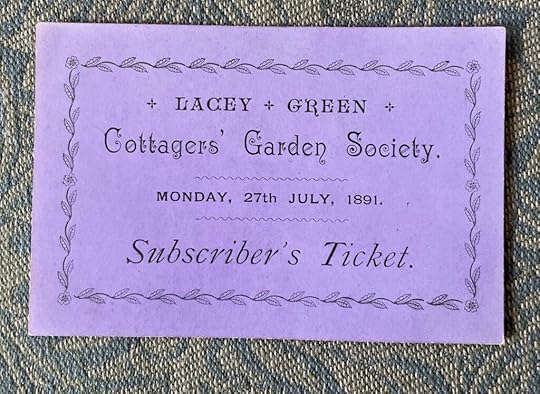 LACEY + GREEN
Cottagers' Garden Society.
MONDAY, 27th JULY, 1891.
Subscriber's Ticket.